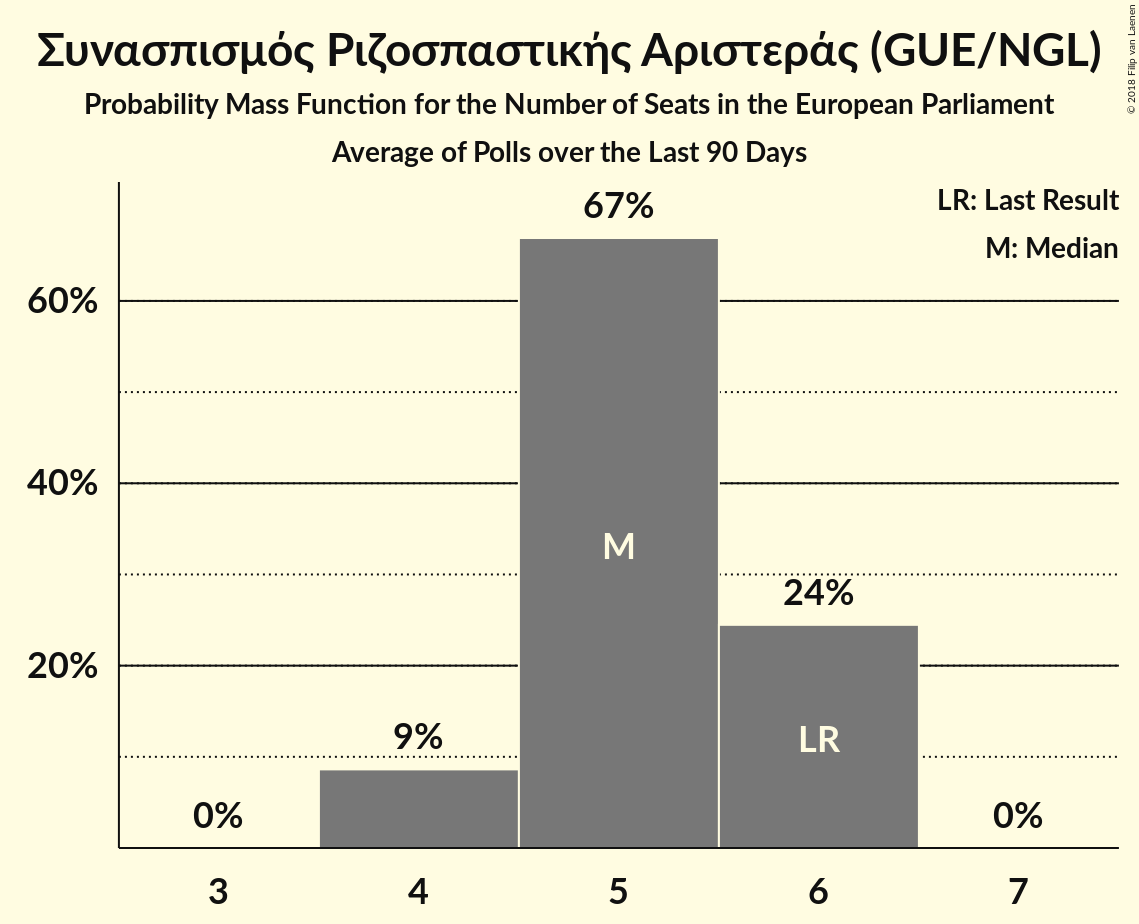 Συνασπισμός Ριζοσπαστικής Αριστεράς (GUE/NGL)
Probability Mass Function for the Number of Seats in the European Parliament
Average of Polls over the Last 90 Days
© 2018 Filip van Laenen
LR: Last Result
M: Median
67%
60%
40%
M
24%
20%
LR
9%
0%
0%
3
4
5
6
7